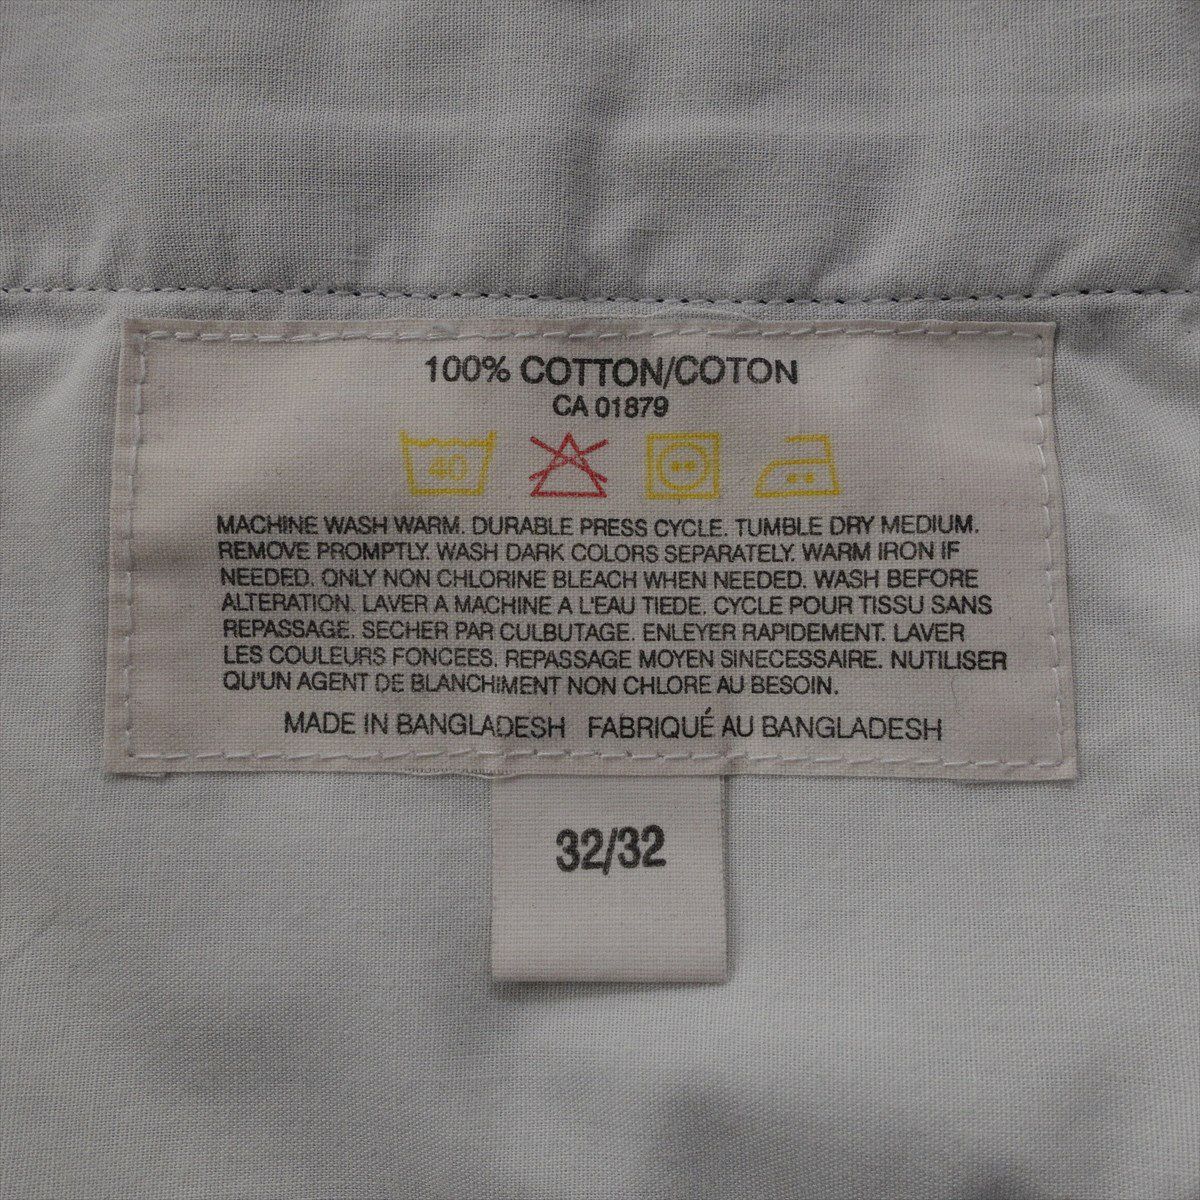 100% COTTON/COTON
CA 01879
40
MACHINE WASH WARM. DURABLE PRESS CYCLE. TUMBLE DRY MEDIUM.
REMOVE PROMPTLY. WASH DARK COLORS SEPARATELY. WARM IRON IF
NEEDED. ONLY NON CHLORINE BLEACH WHEN NEEDED. WASH BEFORE
ALTERATION. LAVER A MACHINE A L'EAU TIEDE. CYCLE POUR TISSU SANS
REPASSAGE. SECHER PAR CULBUTAGE. ENLEYER RAPIDEMENT. LAVER
LES COULEURS FONCEES. REPASSAGE MOYEN SINECESSAIRE. NUTILISER
QU'UN AGENT DE BLANCHIMENT NON CHLORE AU BESOIN.
MADE IN BANGLADESH FABRIQUÉ AU BANGLADESH
32/32